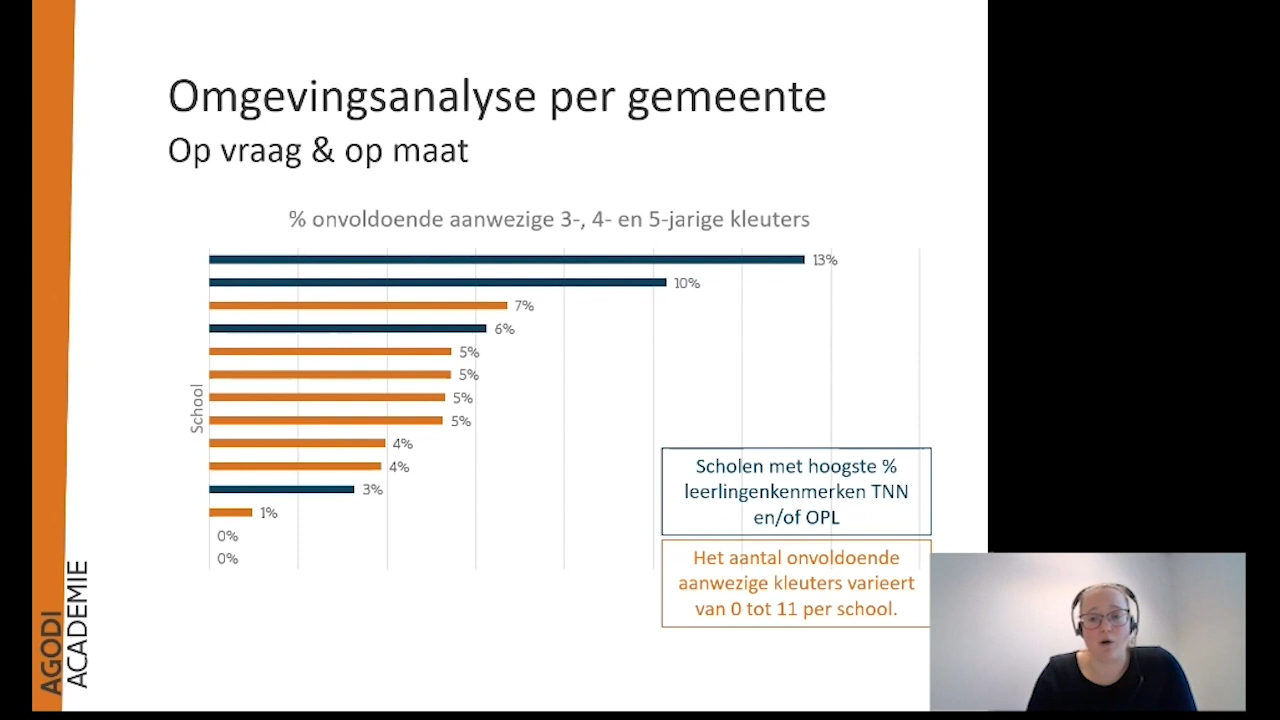 Omgevingsanalyse per gemeente
Op vraag & op maat
% onvoldoende aanwezige 3-, 4- en 5-jarige kleuters
School
13%
10%
7%
6%
5%
5%
5%
5%
4%
4%
3%
1%
0%
0%
Scholen met hoogste %
leerlingenkenmerken TNN
en/of OPL
Het aantal onvoldoende
aanwezige kleuters varieert
van 0 tot 11 per school.
AGODI
ACADEMIE